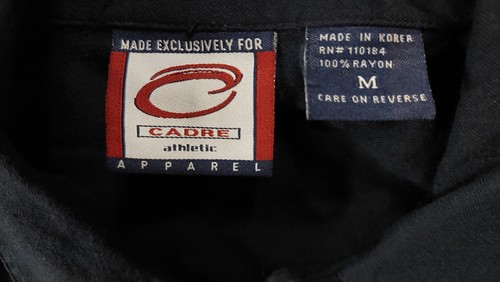 MADE EXCLUSIVELY FOR
CADRE
athletic
APPAREL
MADE IN KOREA
RN# 110184
100% RAYON
M
CARE ON REVERSE